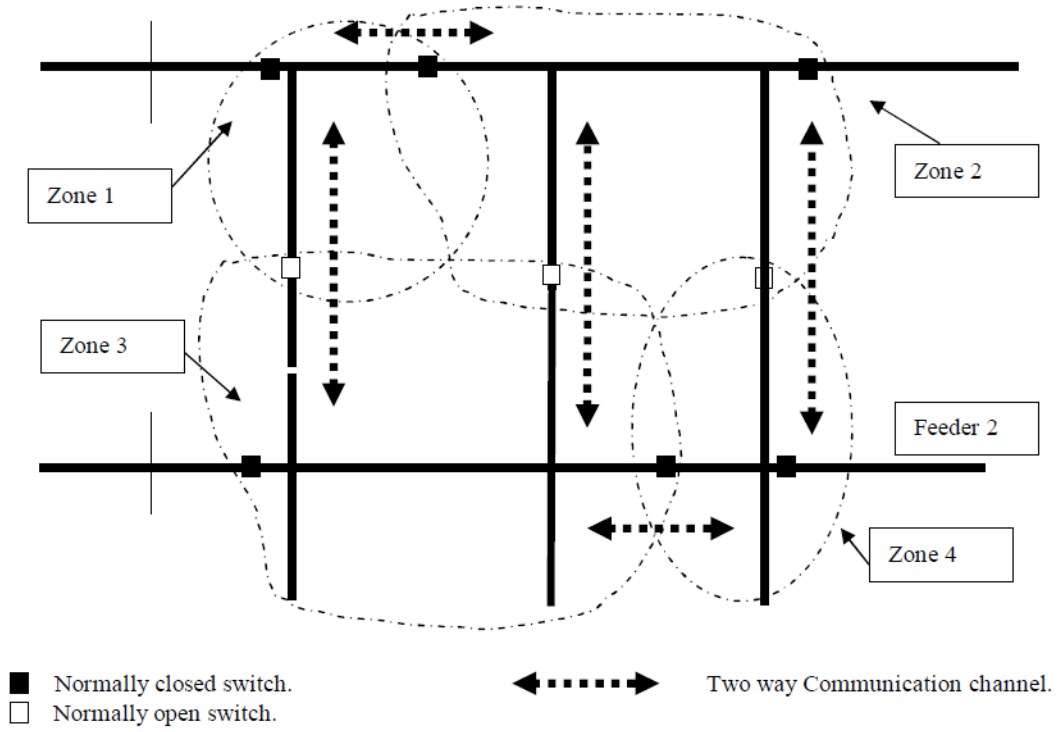 Zone 1
Zone 2
Zone 3
Feeder 2
Zone 4
Normally closed switch.
Two way Communication channel.
Normally open switch.